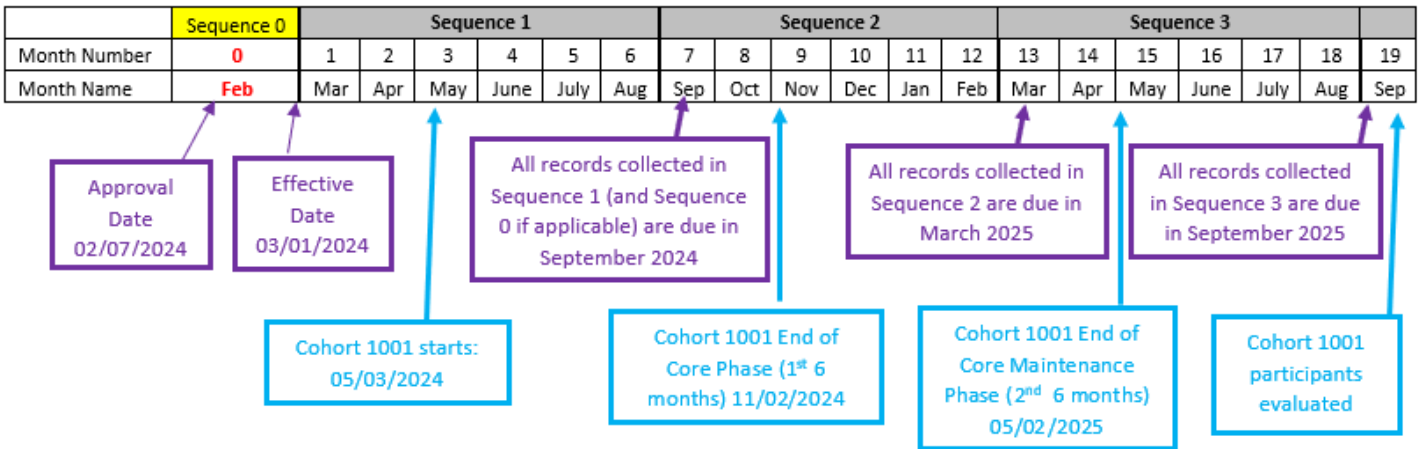 Sequence 0 Sequence 1 Sequence 2 Sequence 3
Month Number 0 1 2 3 4 5 6 7 8 9 10 11 12 13 14 15 16 17 18 19
Month Name Feb Mar Apr May June July Aug Sep Oct Nov Dec Jan Feb Mar Apr May June July Aug Sep
Approval
Date
02/07/2024
Effective
Date
03/01/2024
All records collected in
Sequence 1 (and Sequence
0 if applicable) are due in
September 2024
All records collected in
Sequence 2 are due in
March 2025
All records collected
in Sequence 3 are due
in September 2025
Cohort 1001 starts:
05/03/2024
Cohort 1001 End of
Core Phase (1st 6
months) 11/02/2024
Cohort 1001 End of
Core Maintenance
Phase (2nd 6 months)
05/02/2025
Cohort 1001
participants
evaluated